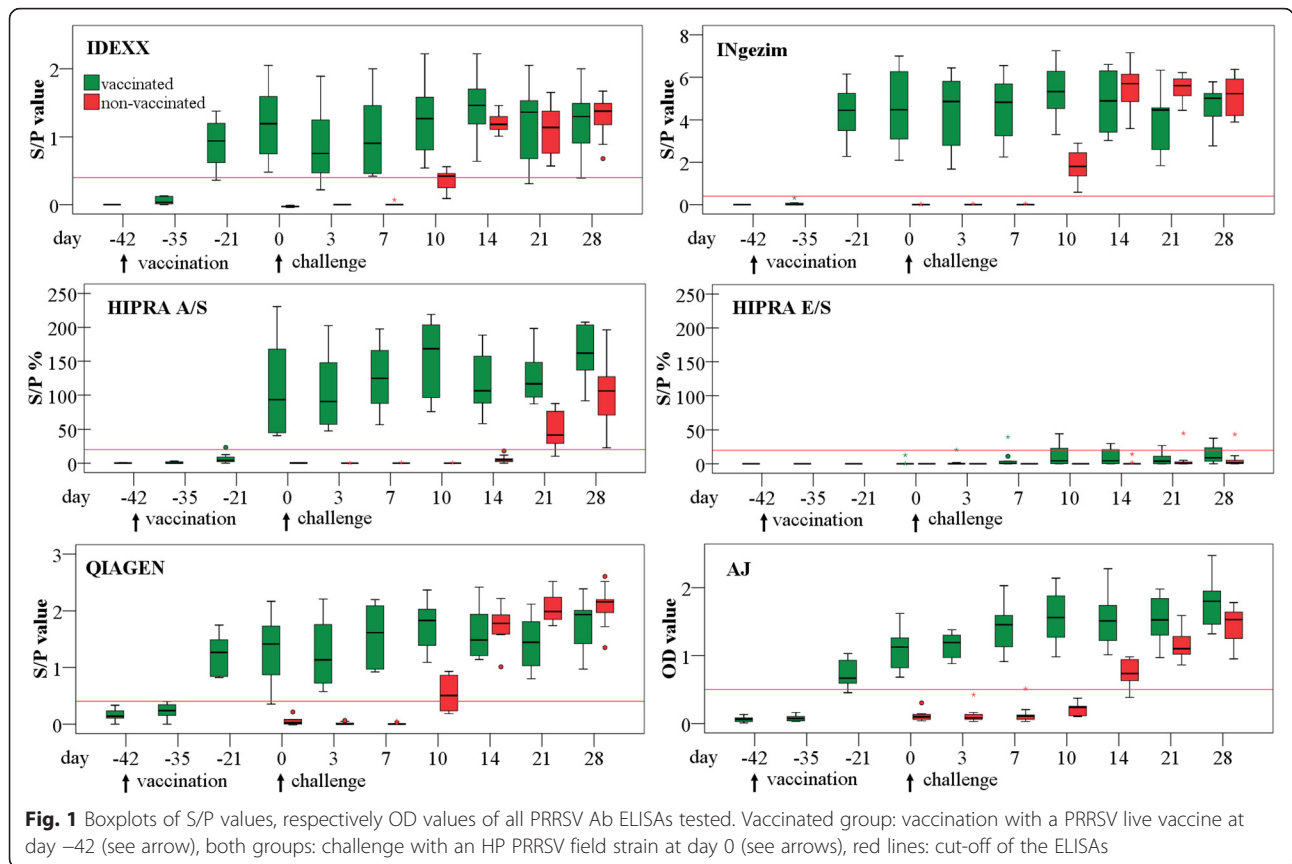 IDEXX
vaccinated
non-vaccinated
S/P value
2
1
0
day -42 -35 -21 0 3 7 10 14 21 28
vaccination challenge
INgezim
S/P value
8
6
4
2
0
day -42 -35 -21 0 3 7 10 14 21 28
vaccination challenge
HIPRA A/S
S/P %
250
200
150
100
50
0
day -42 -35 -21 0 3 7 10 14 21 28
vaccination challenge
HIPRA E/S
S/P %
250
200
150
100
50
0
day -42 -35 -21 0 3 7 10 14 21 28
vaccination challenge
QIAGEN
S/P value
3
2
1
0
day -42 -35 -21 0 3 7 10 14 21 28
vaccination challenge
AJ
OD value
2
1
0
day -42 -35 -21 0 3 7 10 14 21 28
vaccination challenge
Fig. 1 Boxplots of S/P values, respectively OD values of all PRRSV Ab ELISAs tested. Vaccinated group: vaccination with a PRRSV live vaccine at
day −42 (see arrow), both groups: challenge with an HP PRRSV field strain at day 0 (see arrows), red lines: cut-off of the ELISAs